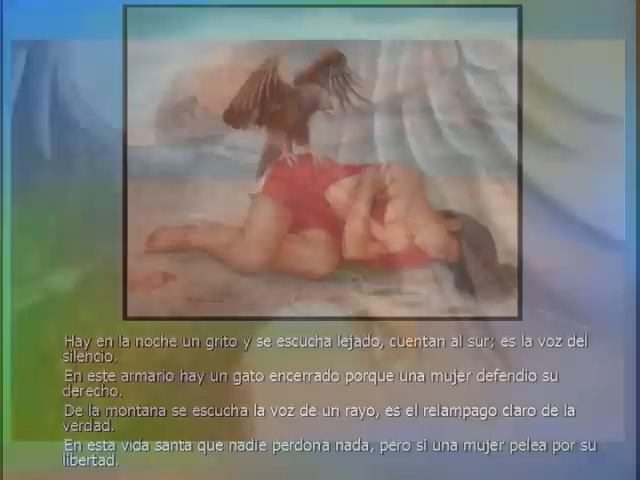 Hay en la noche un grito y se escucha lejado, cuentan al sur; es la voz del
silencio.
En este armario hay un gato encerrado porque una mujer defendio su
derecho.
De la montana se escucha la voz de un rayo, es el relampago claro de la
verdad.
En esta vida santa que nadie perdona nada, pero si una mujer pelea por su
libertad.